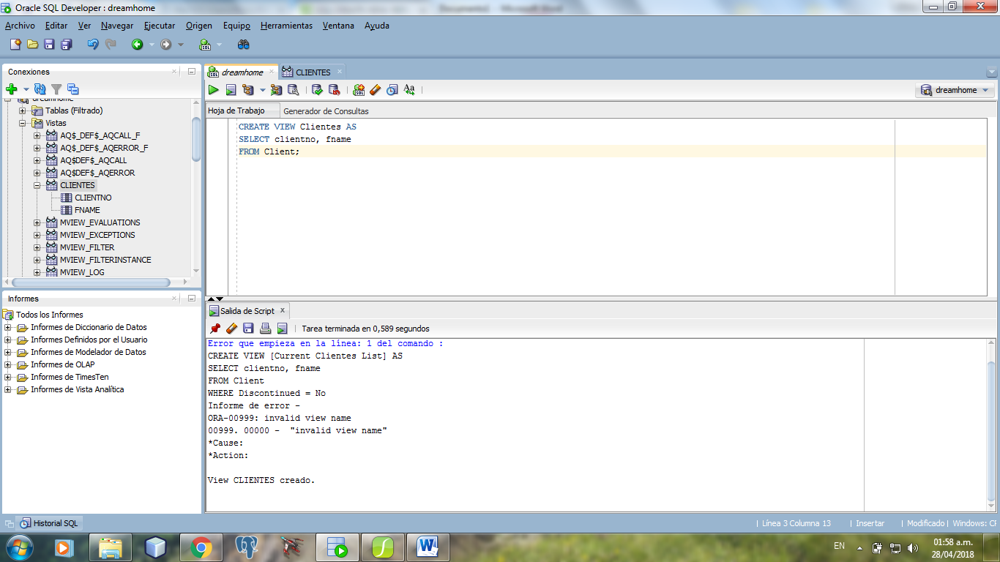 Oracle SQL Developer : dreamhome
Archivo Editar Ver Navegar Ejecutar Origen Equipo Herramientas Ventana Ayuda
Conexiones
dreamhome
Tablas (Filtrado)
Vistas
AQ$_DEF$_AQCALL_F
AQ$_DEF$_AQERROR_F
AQ$DEF$_AQCALL
AQ$DEF$_AQERROR
CLIENTES
CLIENTNO
FNAME
MVIEW_EVALUATIONS
MVIEW_EXCEPTIONS
MVIEW_FILTER
MVIEW_FILTERINSTANCE
MVIEW_LOG
Informes
Todos los Informes
Informes de Diccionario de Datos
Informes Definidos por el Usuario
Informes de Modelador de Datos
Informes de OLAP
Informes de TimesTen
Informes de Vista Analítica
dreamhome CLIENTES
SQL Aa dreamhome
Hoja de Trabajo Generador de Consultas
CREATE VIEW Clientes AS
SELECT clientno, fname
FROM Client;
Salida de Script
Tarea terminada en 0,589 segundos
Error que empieza en la línea: 1 del comando :
CREATE VIEW [Current Clientes List] AS
SELECT clientno, fname
FROM Client
WHERE Discontinued = No
Informe de error -
ORA-00999: invalid view name
00999. 00000 - "invalid view name"
*Cause:
*Action:
View CLIENTES creado.
Historial SQL
Línea 3 Columna 13 Insertar Modificado Windows: CF
EN
01:58 a.m.
28/04/2018